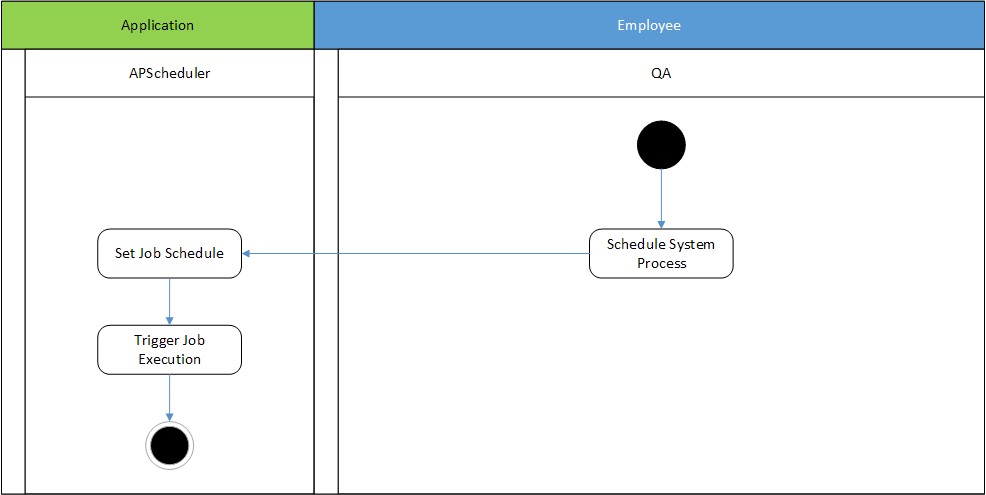 Application
Employee
APScheduler
QA
Schedule System
Process
Set Job Schedule
Trigger Job
Execution